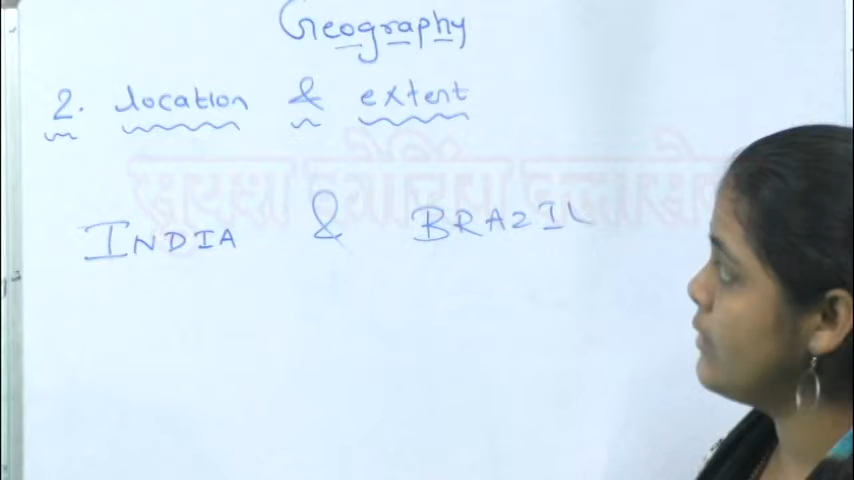 Geography
2. location & extent
INDIA & BRAZIL